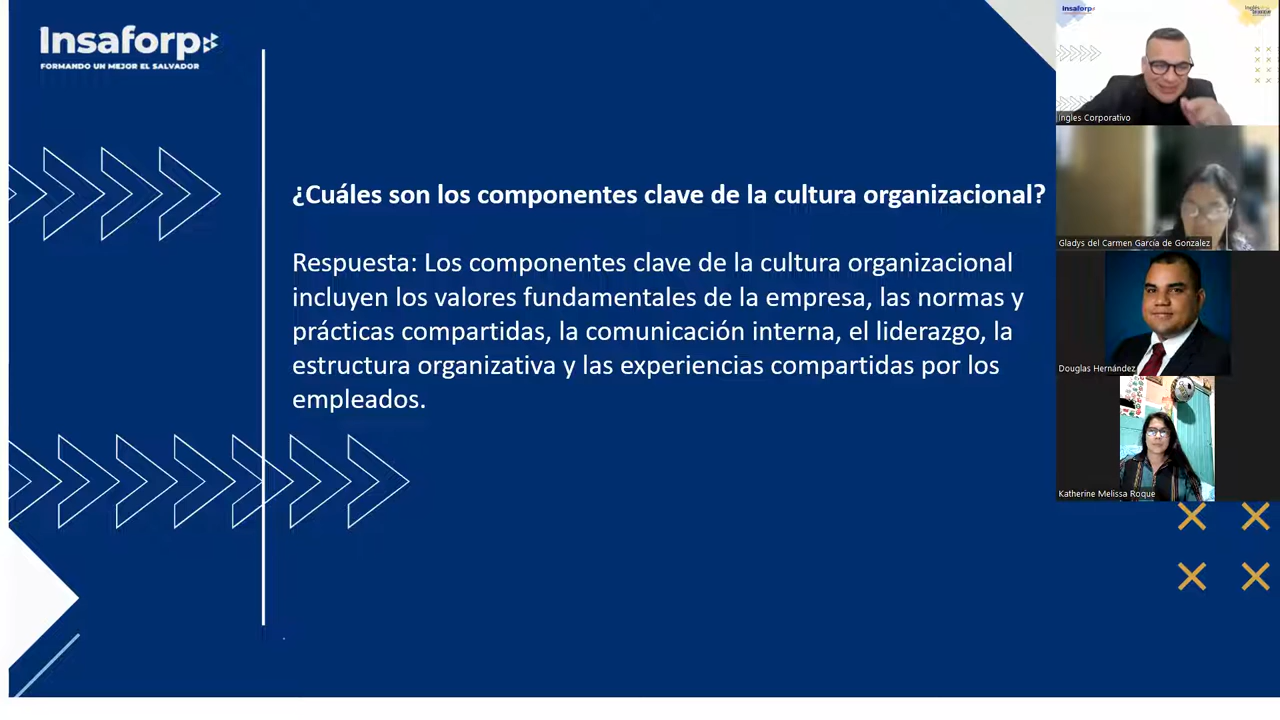 Insaforp
FORMANDO UN MEJOR EL SALVADOR
¿Cuáles son los componentes clave de la cultura organizacional?
Respuesta: Los componentes clave de la cultura organizacional
incluyen los valores fundamentales de la empresa, las normas y
prácticas compartidas, la comunicación interna, el liderazgo, la
estructura organizativa y las experiencias compartidas por los
empleados.
Insaforp
Ingles Corporativo
Gladys del Carmen García de Gonzalez
Douglas Hernández
Katherine Melissa Roque